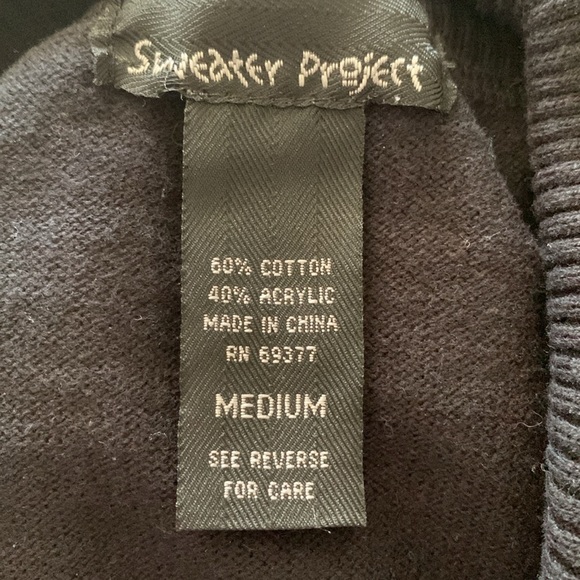 Sweater Project
60% COTTON
40% ACRYLIC
MADE IN CHINA
RN 69377
MEDIUM
SEE REVERSE
FOR CARE